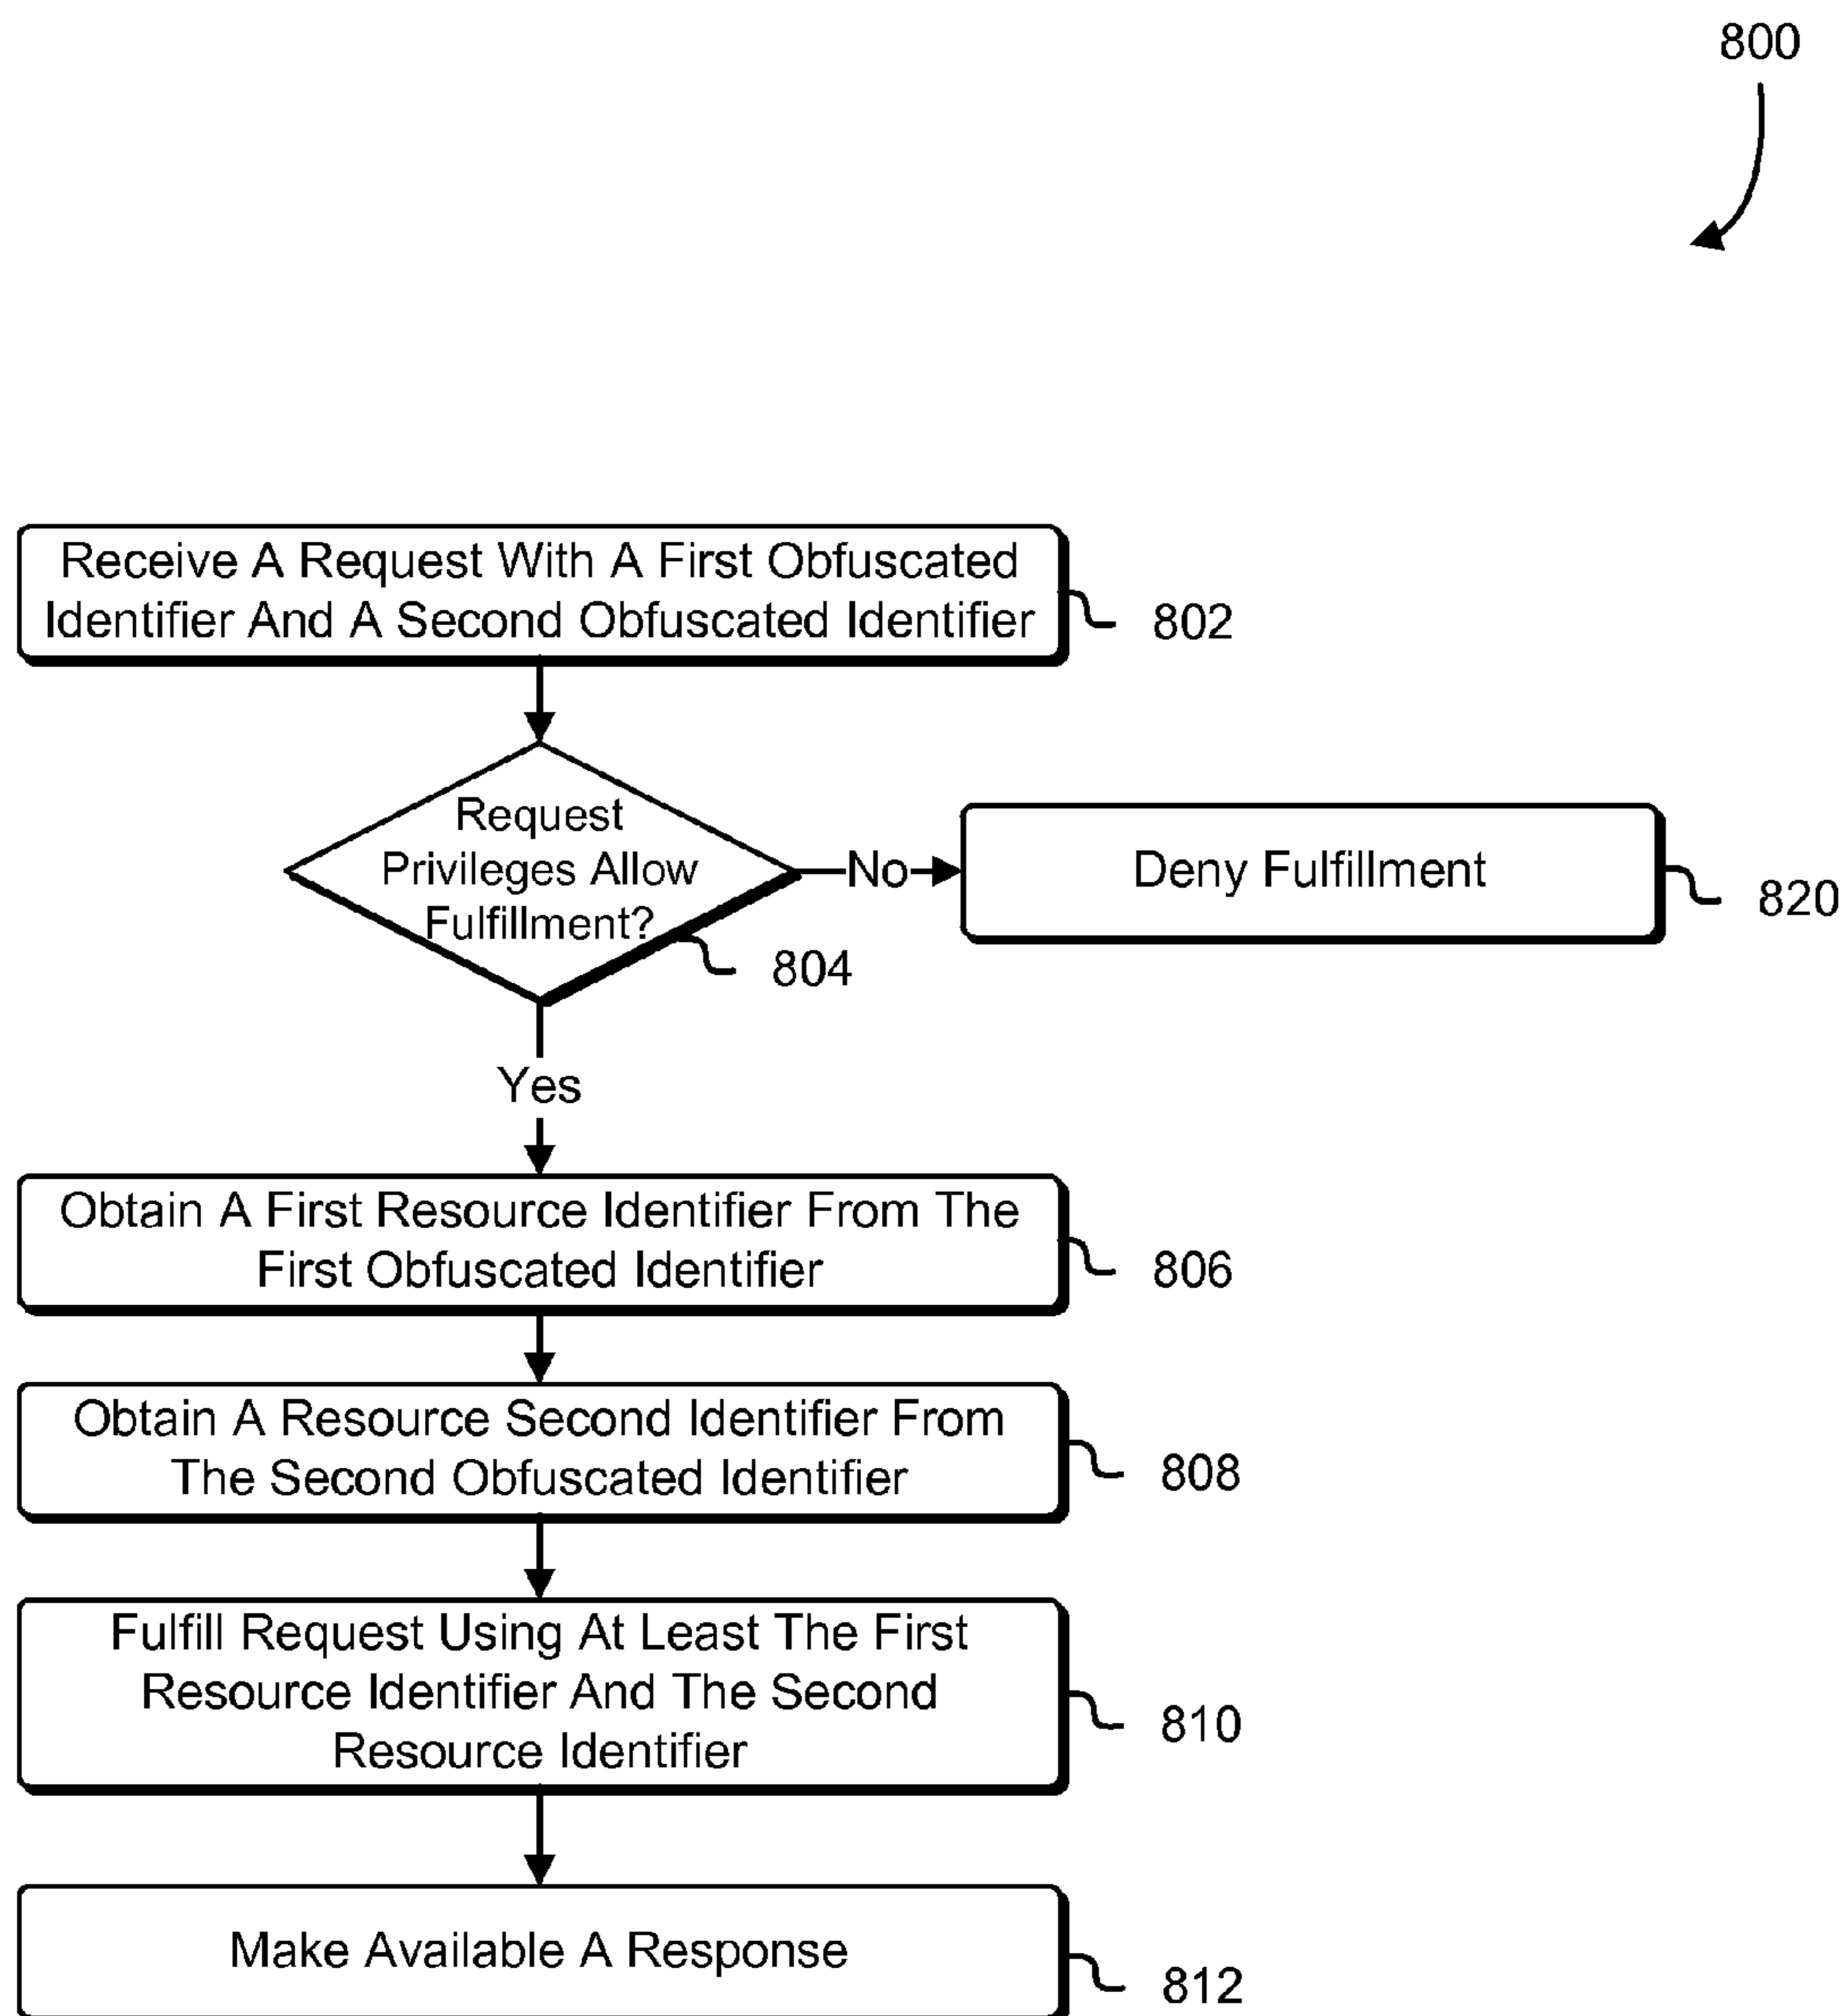 800
Receive A Request With A First Obfuscated
Identifier And A Second Obfuscated Identifier
802
Request
Privileges Allow
Fulfillment?
804
No
Deny Fulfillment
820
Yes
Obtain A First Resource Identifier From The
First Obfuscated Identifier
806
Obtain A Resource Second Identifier From
The Second Obfuscated Identifier
808
Fulfill Request Using At Least The First
Resource Identifier And The Second
Resource Identifier
810
Make Available A Response
812